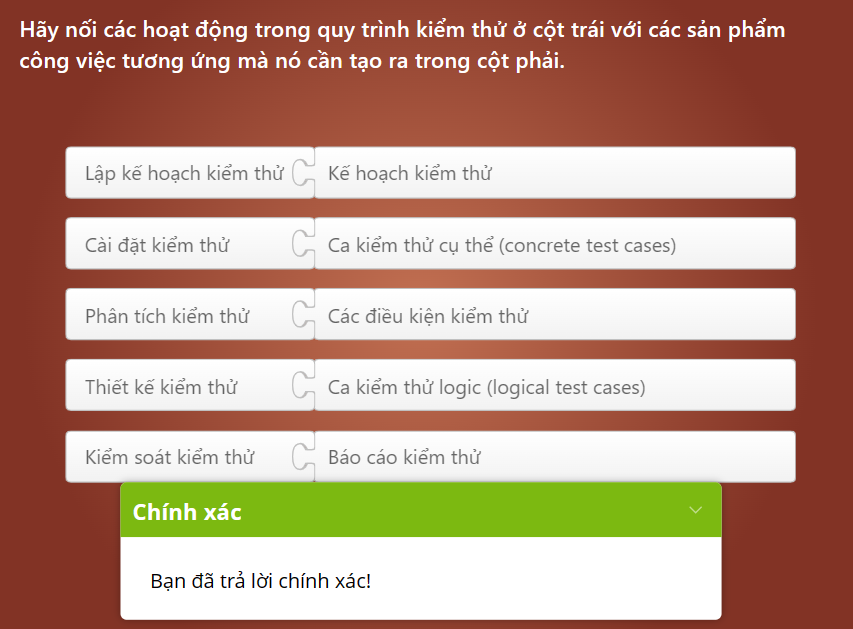 Hãy nối các hoạt động trong quy trình kiểm thử ở cột trái với các sản phẩm
công việc tương ứng mà nó cần tạo ra trong cột phải.
Lập kế hoạch kiểm thử Kế hoạch kiểm thử
Cài đặt kiểm thử Ca kiểm thử cụ thể (concrete test cases)
Phân tích kiểm thử Các điều kiện kiểm thử
Thiết kế kiểm thử Ca kiểm thử logic (logical test cases)
Kiểm soát kiểm thử Báo cáo kiểm thử
Chính xác
Bạn đã trả lời chính xác!